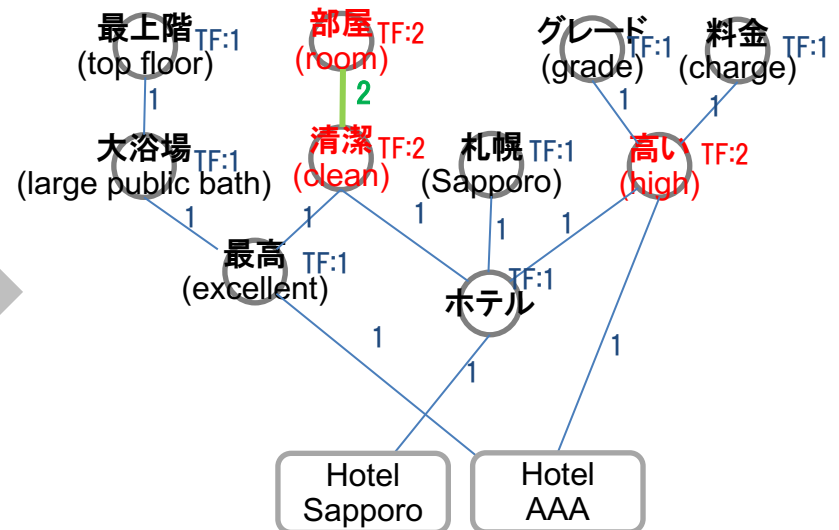 最上階 TF:1
(top floor)
部屋 TF:2
(room)
グレード TF:1
(grade)
料金 TF:1
(charge)
1
2
1
1
大浴場 TF:1
(large public bath)
清潔 TF:2
(clean)
札幌 TF:1
(Sapporo)
高い TF:2
(high)
1
1
1
1
1
最高 TF:1
(excellent)
TF:1
ホテル
1
1
1
Hotel
Sapporo
Hotel
AAA